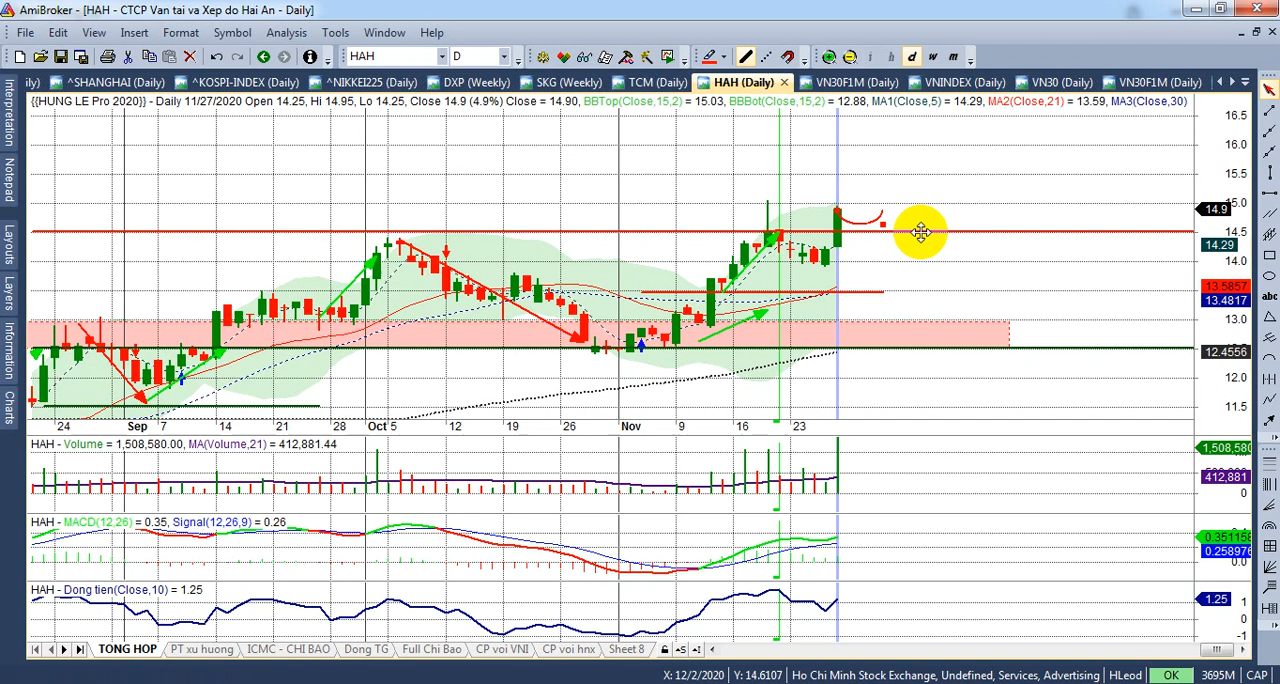 AmiBroker - [HAH - CTCP Van tai va Xep do Hai An - Daily]
File Edit View Insert Format Symbol Analysis Tools Window Help
HAH D i h d w m
ily) ^SHANGHAI (Daily) ^KOSPI-INDEX (Daily) ^NIKKEI225 (Daily) DXP (Weekly) SKG (Weekly) TCM (Daily) HAH (Daily) VN30F1M (Daily) VNINDEX (Daily) VN30 (Daily) VN30F1M (Daily)
{{HUNG LE Pro 2020}} - Daily 11/27/2020 Open 14.25, Hi 14.95, Lo 14.25, Close 14.9 (4.9%) Close = 14.90, BBTop(Close,15,2) = 15.03, BBBot(Close,15,2) = 12.88, MA1(Close,5) = 14.29, MA2(Close,21) = 13.59, MA3(Close,30)
Interpretation
Notepad
Layouts
Layers
Information
Charts
16.5
16.0
15.5
15.0
14.9
14.5
14.29
14.0
13.5857
13.4817
13.0
12.4556
12.0
11.5
abc
24 Sep 7 14 21 28 Oct 5 12 19 26 Nov 9 16 23
HAH - Volume = 1,508,580.00, MA(Volume,21) = 412,881.44
1,508,580
412,881
0
HAH - MACD(12,26) = 0.35, Signal(12,26,9) = 0.26
0.351158
0.258976
0.0
HAH - Dong tien(Close,10) = 1.25
1.25
1
0
-1
TONG HOP PT xu huong ICMC - CHI BAO Dong TG Full Chi Bao CP voi VNI CP voi hnx Sheet 8
X: 12/2/2020 Y: 14.6107 Ho Chi Minh Stock Exchange, Undefined, Services, Advertising HLeod OK 3695M CAP